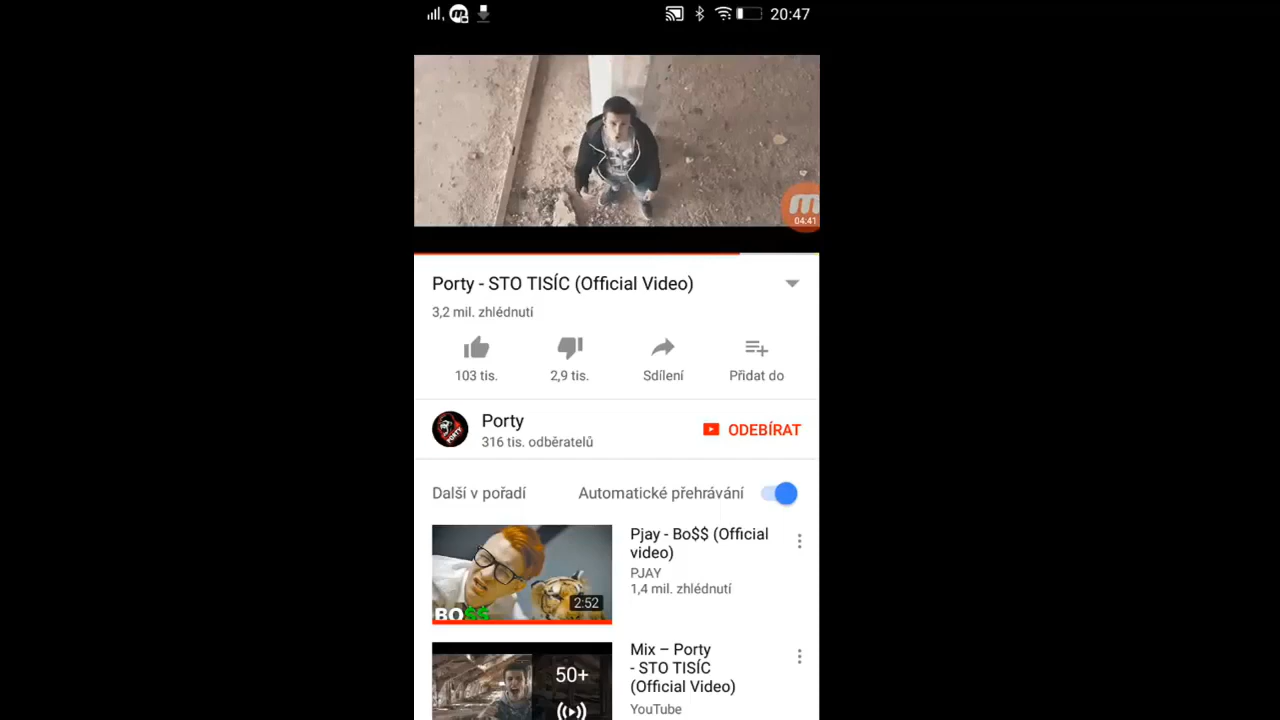 20:47
04:41
Porty - STO TISÍC (Official Video)
3,2 mil. zhlédnutí
103 tis.
2,9 tis.
Sdílení
Přidat do
PORTY
Porty
316 tis. odběratelů
ODEBÍRAT
Další v pořadí
Automatické přehrávání
BO$$
2:52
Pjay - Bo$$ (Official
video)
PJAY
1,4 mil. zhlédnutí
50+
Mix – Porty
- STO TISÍC
(Official Video)
YouTube